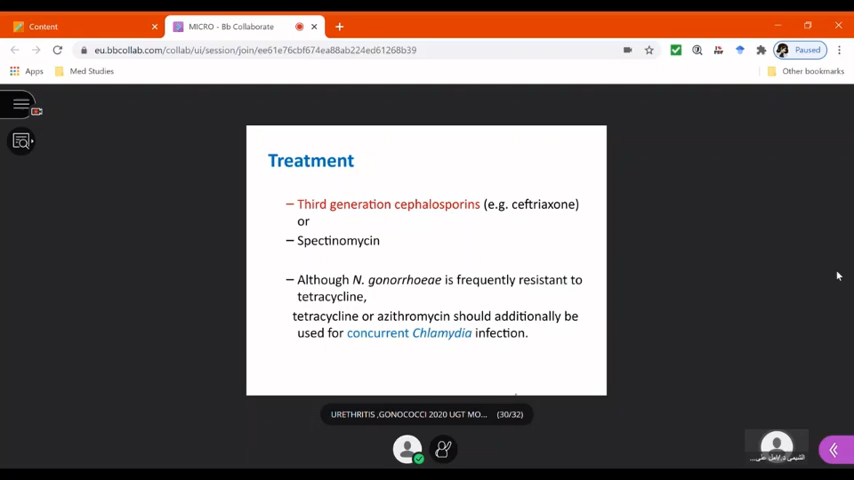 Content
MICRO - Bb Collaborate
eu.bbcollab.com/collab/ui/session/join/ee61e76cbf674ea88ab224ed61268b39
Paused
Apps
Med Studies
Other bookmarks
Treatment
– Third generation cephalosporins (e.g. ceftriaxone)
or
– Spectinomycin
– Although N. gonorrhoeae is frequently resistant to
tetracycline,
tetracycline or azithromycin should additionally be
used for concurrent Chlamydia infection.
URETHRITIS ,GONOCOCCI 2020 UGT MO... (30/32)